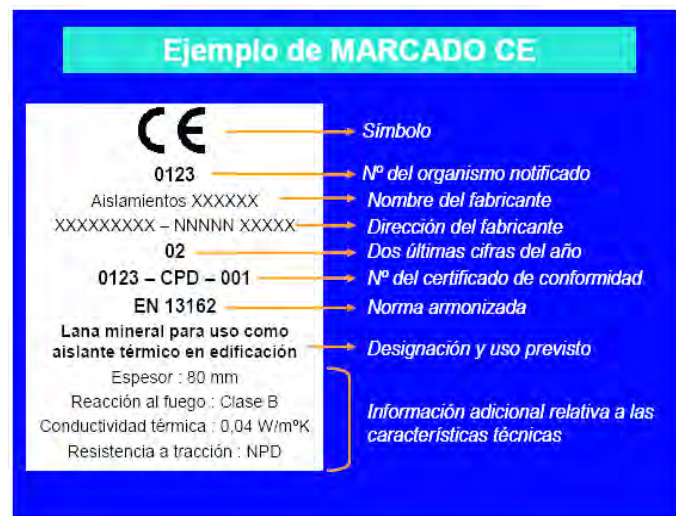 Ejemplo de MARCADO CE
CE
Símbolo
0123
Nº del organismo notificado
Aislamientos XXXXXX
Nombre del fabricante
XXXXXXXXX – NNNNN XXXXX
Dirección del fabricante
02
Dos últimas cifras del año
0123 – CPD – 001
Nº del certificado de conformidad
EN 13162
Norma armonizada
Lana mineral para uso como
aislante térmico en edificación
Designación y uso previsto
Espesor : 80 mm
Reacción al fuego : Clase B
Conductividad térmica : 0,04 W/mºK
Resistencia a tracción : NPD
Información adicional relativa a las
características técnicas